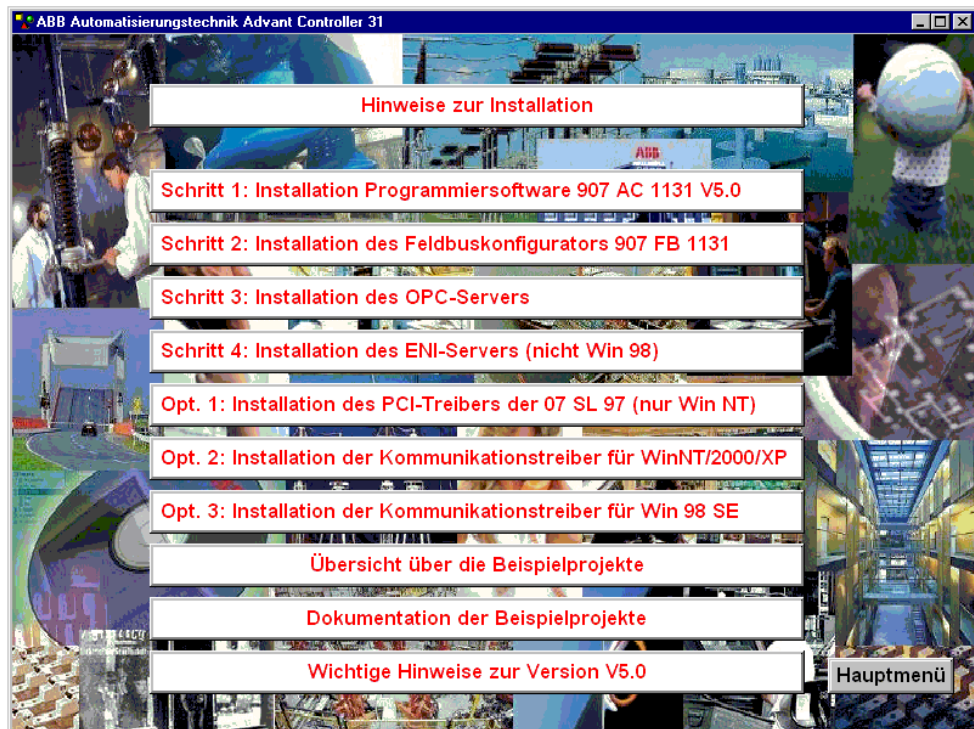 ABB Automatisierungstechnik Advant Controller 31
Hinweise zur Installation
ABB
Schritt 1: Installation Programmiersoftware 907 AC 1131 V5.0
Schritt 2: Installation des Feldbuskonfigurators 907 FB 1131
Schritt 3: Installation des OPC-Servers
Schritt 4: Installation des ENI-Servers (nicht Win 98)
Opt. 1: Installation des PCI-Treibers der 07 SL 97 (nur Win NT)
Opt. 2: Installation der Kommunikationstreiber für WinNT/2000/XP
Opt. 3: Installation der Kommunikationstreiber für Win 98 SE
Übersicht über die Beispielprojekte
Dokumentation der Beispielprojekte
Wichtige Hinweise zur Version V5.0
Hauptmenü